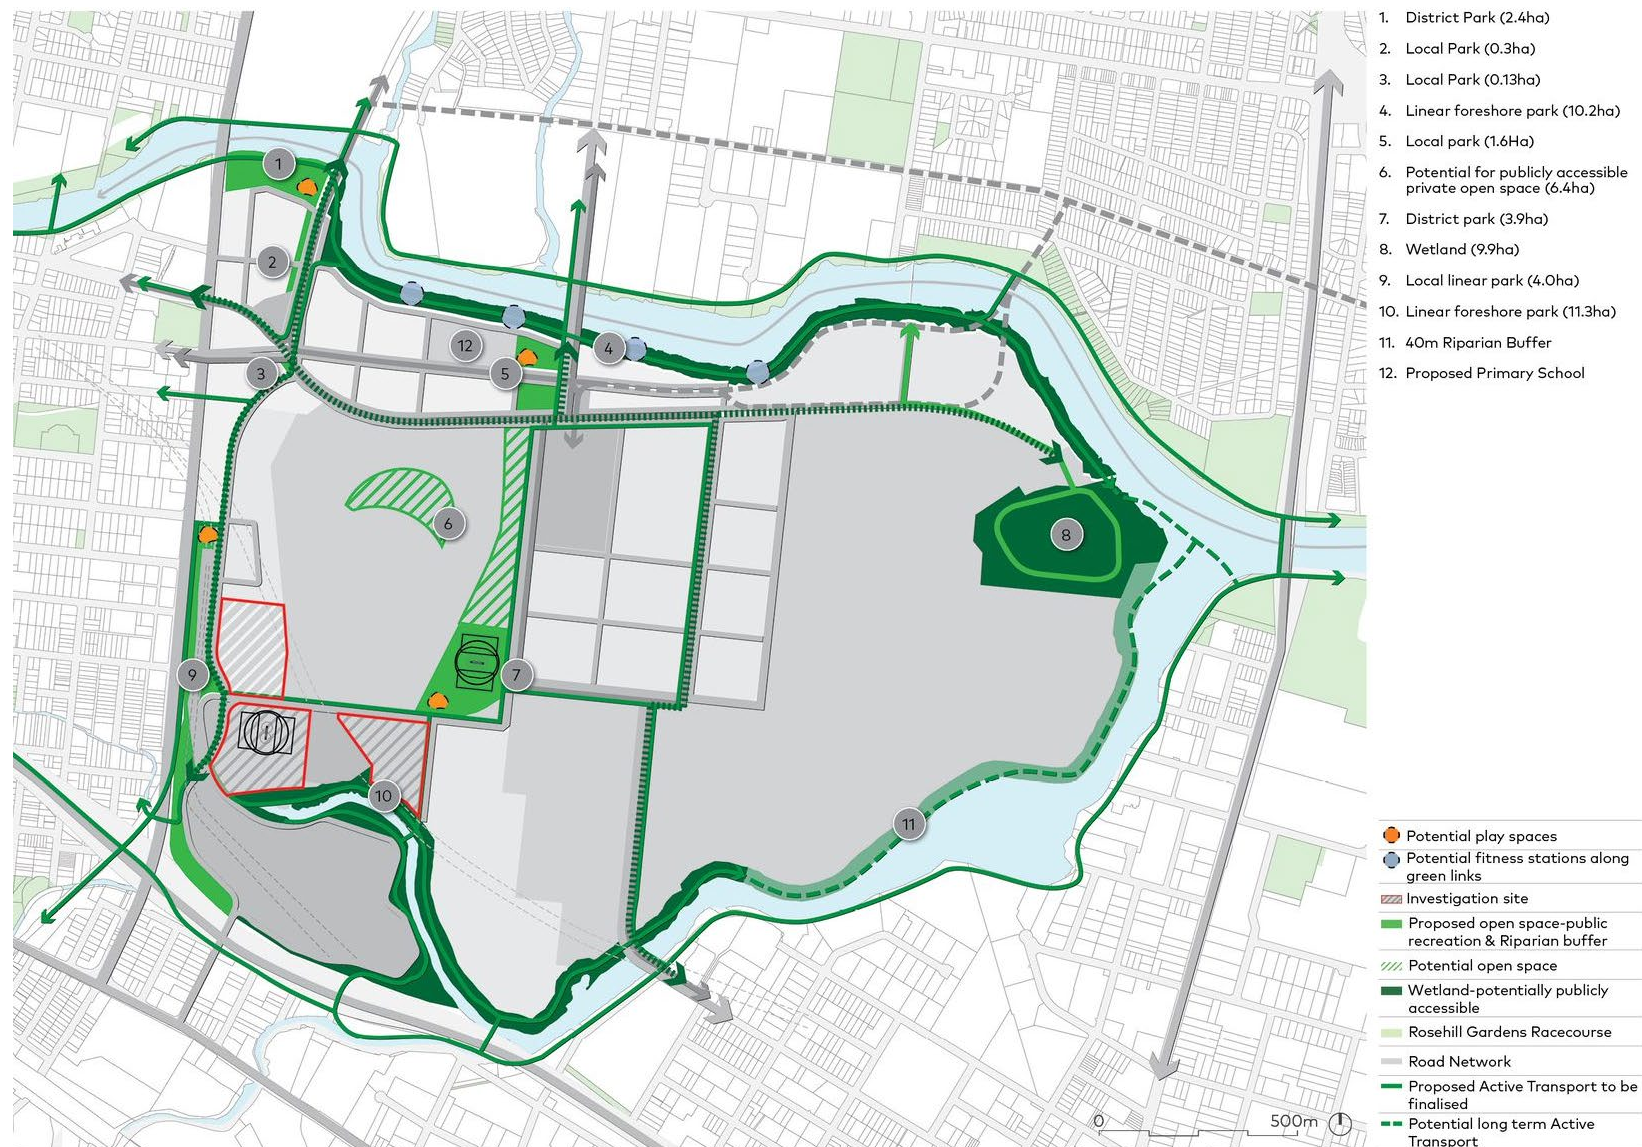 1. District Park (2.4ha)
2. Local Park (0.3ha)
3. Local Park (0.13ha)
4. Linear foreshore park (10.2ha)
5. Local park (1.6Ha)
6. Potential for publicly accessible
private open space (6.4ha)
7. District park (3.9ha)
8. Wetland (9.9ha)
9. Local linear park (4.0ha)
10. Linear foreshore park (11.3ha)
11. 40m Riparian Buffer
12. Proposed Primary School
1
2
12
4
3
5
6
8
7
9
10
11
Potential play spaces
Potential fitness stations along
green links
Investigation site
Proposed open space-public
recreation & Riparian buffer
Potential open space
Wetland-potentially publicly
accessible
Rosehill Gardens Racecourse
Road Network
Proposed Active Transport to be
finalised
Potential long term Active
Transport
0 500m